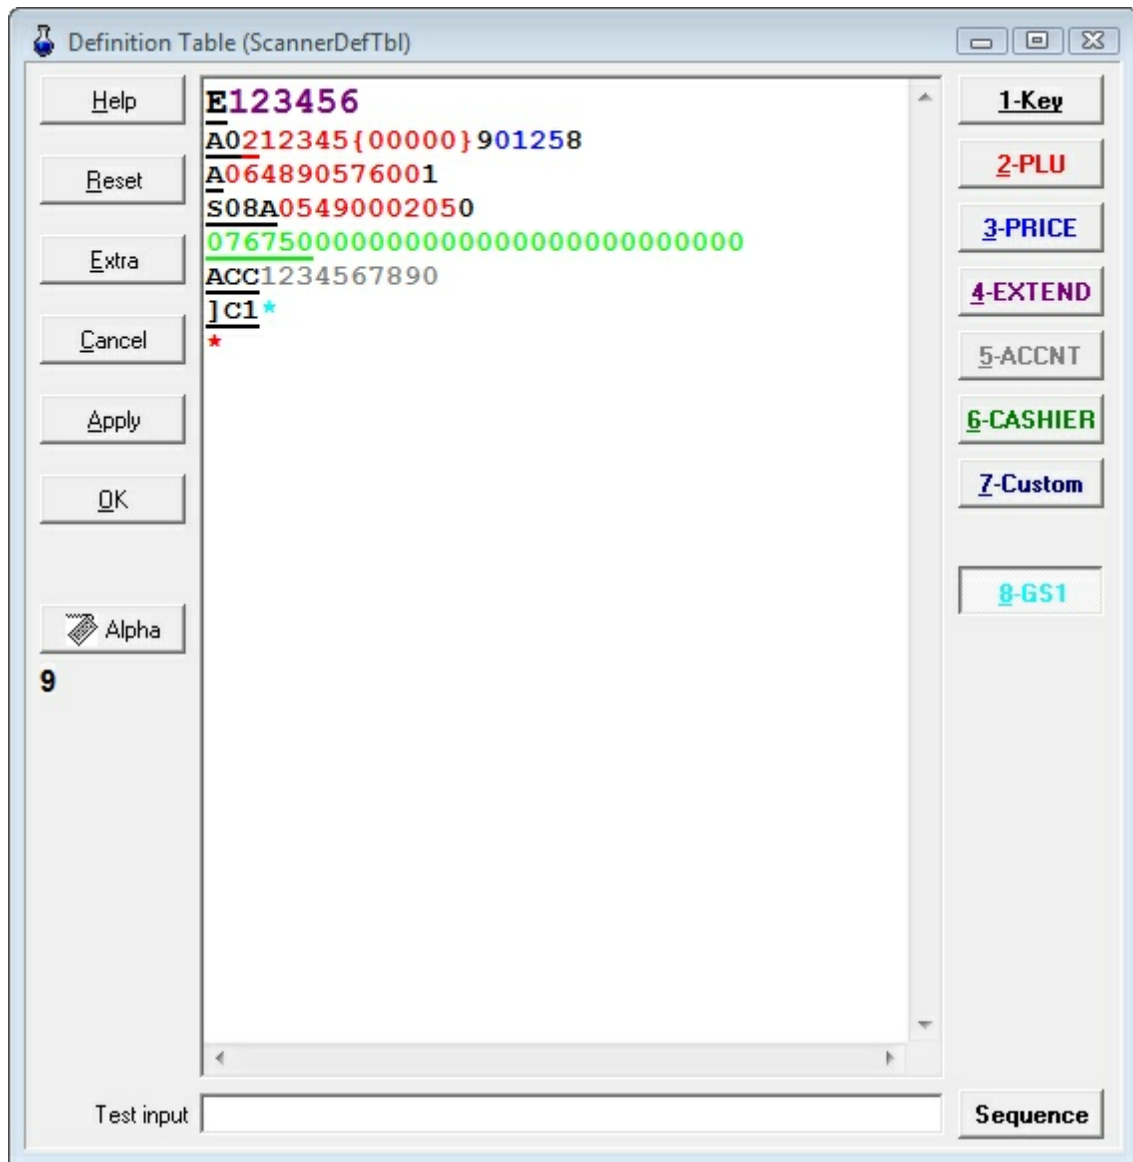 Definition Table (ScannerDefTbl)
Help
Reset
Extra
Cancel
Apply
OK
Alpha
9
E123456
A0212345{00000}901258
A064890576001
S08A05490002050
076750000000000000000000000000
ACC1234567890
]C1*
*
1-Key
2-PLU
3-PRICE
4-EXTEND
5-ACCNT
6-CASHIER
7-Custom
8-GS1
Test input
Sequence